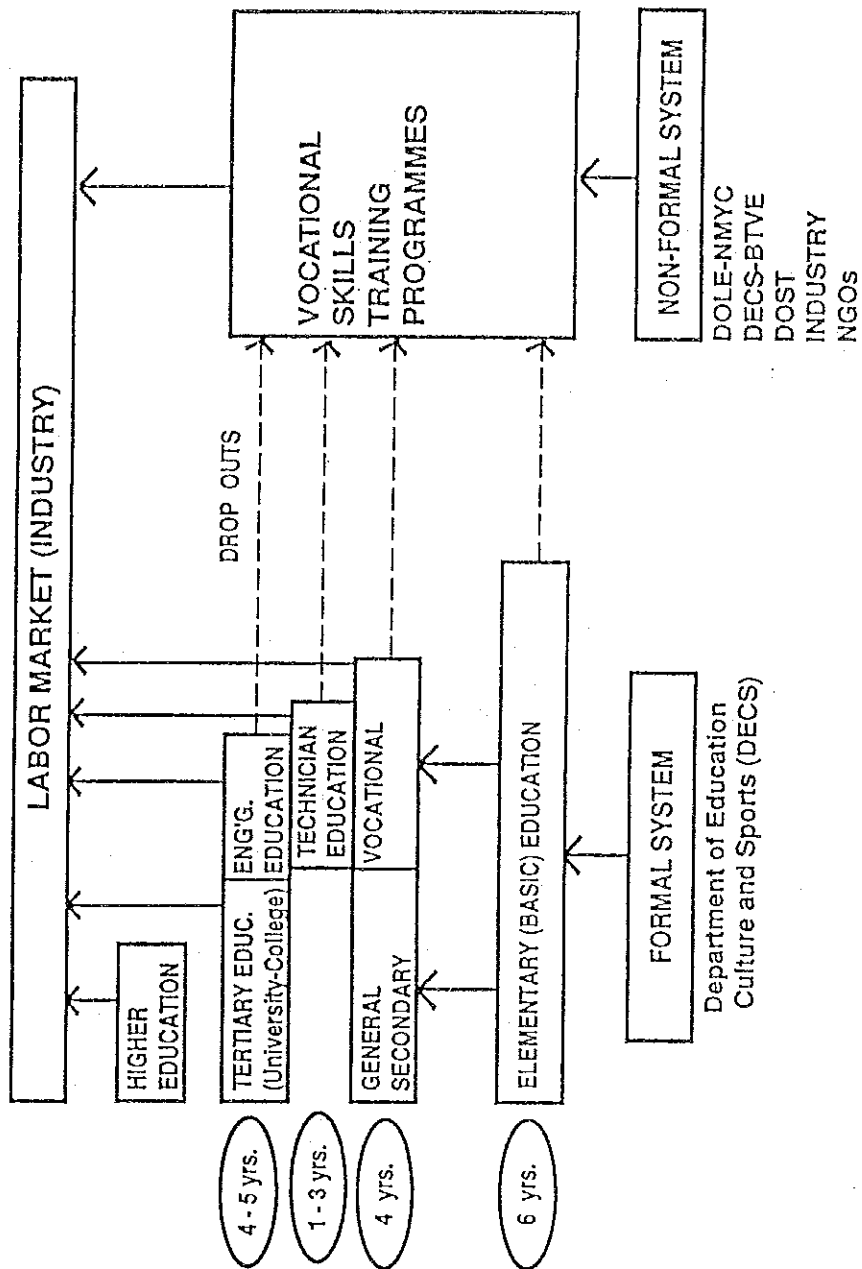 LABOR MARKET (INDUSTRY)
HIGHER
EDUCATION
4 - 5 yrs.
TERTIARY EDUC.
(University-College)
ENG'G.
EDUCATION
DROP OUTS
1 - 3 yrs.
TECHNICIAN
EDUCATION
4 yrs.
GENERAL
SECONDARY
VOCATIONAL
VOCATIONAL
SKILLS
TRAINING
PROGRAMMES
6 yrs.
ELEMENTARY (BASIC) EDUCATION
FORMAL SYSTEM
Department of Education
Culture and Sports (DECS)
NON-FORMAL SYSTEM
DOLE-NMYC
DECS-BTVE
DOST
INDUSTRY
NGOs